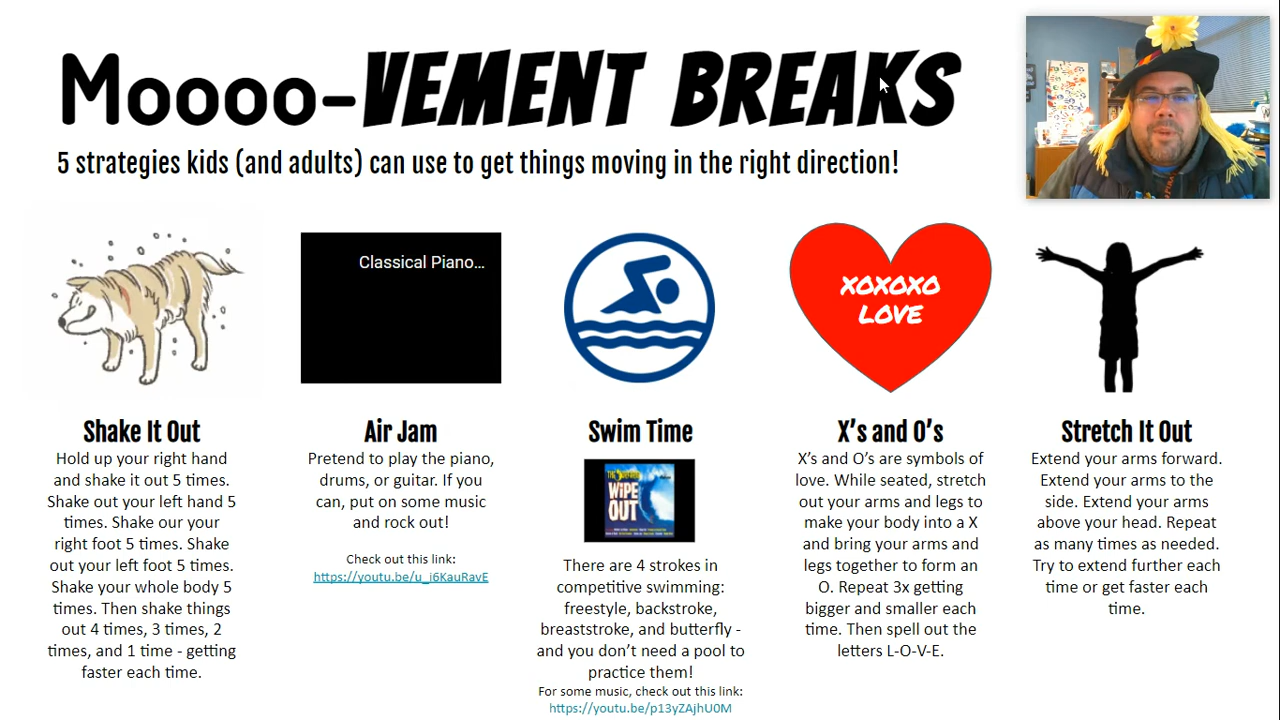 Moooo-VEMENT BREAKS
5 strategies kids (and adults) can use to get things moving in the right direction!
Classical Piano...
XOXOXO
LOVE
Shake It Out
Hold up your right hand
and shake it out 5 times.
Shake out your left hand 5
times. Shake our your
right foot 5 times. Shake
out your left foot 5 times.
Shake your whole body 5
times. Then shake things
out 4 times, 3 times, 2
times, and 1 time - getting
faster each time.
Air Jam
Pretend to play the piano,
drums, or guitar. If you
can, put on some music
and rock out!
Check out this link:
https://youtu.be/u_j6KauRavE
Swim Time
WIPE
OUT
There are 4 strokes in
competitive swimming:
freestyle, backstroke,
breaststroke, and butterfly -
and you don't need a pool to
practice them!
For some music, check out this link:
https://youtu.be/p13yZAjhU0M
X's and O's
X's and O's are symbols of
love. While seated, stretch
out your arms and legs to
make your body into a X
and bring your arms and
legs together to form an
O. Repeat 3x getting
bigger and smaller each
time. Then spell out the
letters L-O-V-E.
Stretch It Out
Extend your arms forward.
Extend your arms to the
side. Extend your arms
above your head. Repeat
as many times as needed.
Try to extend further each
time or get faster each
time.